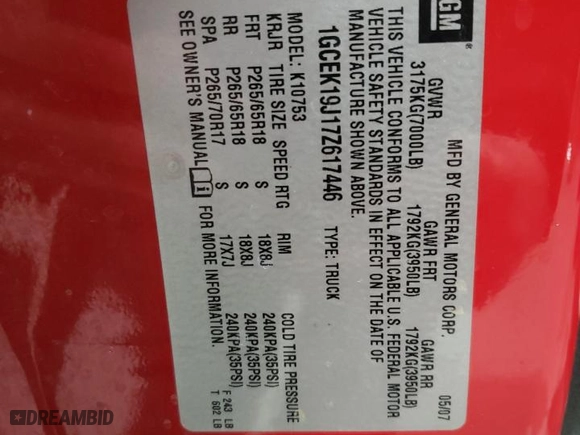 GM
MFD BY GENERAL MOTORS CORP. 05/07
GVWR GAWR FRT GAWR RR
3175KG(7000LB) 1792KG(3950LB) 1792KG(3950LB)
THIS VEHICLE CONFORMS TO ALL APPLICABLE U.S. FEDERAL MOTOR
VEHICLE SAFETY STANDARDS IN EFFECT ON THE DATE OF
MANUFACTURE SHOWN ABOVE.
1GCEK19J17Z617446 TYPE: TRUCK
MODEL: K10753
KRJR TIRE SIZE SPEED RTG RIM COLD TIRE PRESSURE
FRT P265/65R18 S 18X8J 240KPA(35PSI)
RR P265/65R18 S 18X8J 240KPA(35PSI)
SPA P265/70R17 S 17X7J 240KPA(35PSI)
SEE OWNER'S MANUAL i FOR MORE INFORMATION.
F 243 LB
T 602 LB
DREAMBID